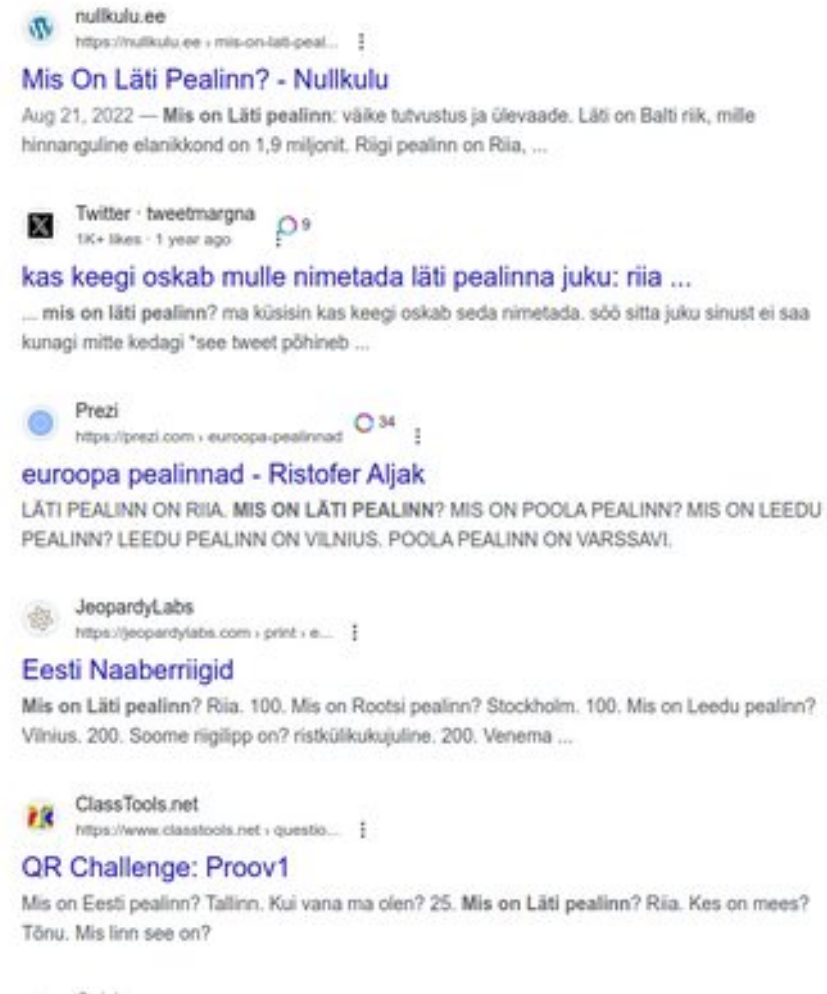 nullkulu.ee
https://nullkulu.ee › mis-on-lati-peal...
Mis On Läti Pealinn? - Nullkulu
Aug 21, 2022 — Mis on Läti pealinn: väike tutvustus ja ülevaade. Läti on Balti riik, mille
hinnanguline elanikkond on 1,9 miljonit. Riigi pealinn on Riia, ...
Twitter · tweetmargna
9
1K+ likes · 1 year ago
kas keegi oskab mulle nimetada läti pealinna juku: riia ...
... mis on läti pealinn? ma küsisin kas keegi oskab seda nimetada. söö sitta juku sinust ei saa
kunagi mitte kedagi *see tweet põhineb ...
Prezi
34
https://prezi.com › euroopa-pealinnad
euroopa pealinnad - Ristofer Aljak
LÄTI PEALINN ON RIIA. MIS ON LÄTI PEALINN? MIS ON POOLA PEALINN? MIS ON LEEDU
PEALINN? LEEDU PEALINN ON VILNIUS. POOLA PEALINN ON VARSSAVI.
JeopardyLabs
https://jeopardylabs.com › print › e...
Eesti Naaberriigid
Mis on Läti pealinn? Riia. 100. Mis on Rootsi pealinn? Stockholm. 100. Mis on Leedu pealinn?
Vilnius. 200. Soome riigilipp on? ristkülikukujuline. 200. Venema ...
ClassTools.net
https://www.classtools.net › questio...
QR Challenge: Proov1
Mis on Eesti pealinn? Tallinn. Kui vana ma olen? 25. Mis on Läti pealinn? Riia. Kes on mees?
Tõnu. Mis linn see on?